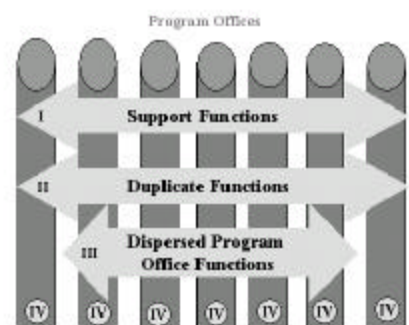 Program Offices
I Support Functions
II Duplicate Functions
III Dispersed Program
Office Functions
IV IV IV IV IV IV IV